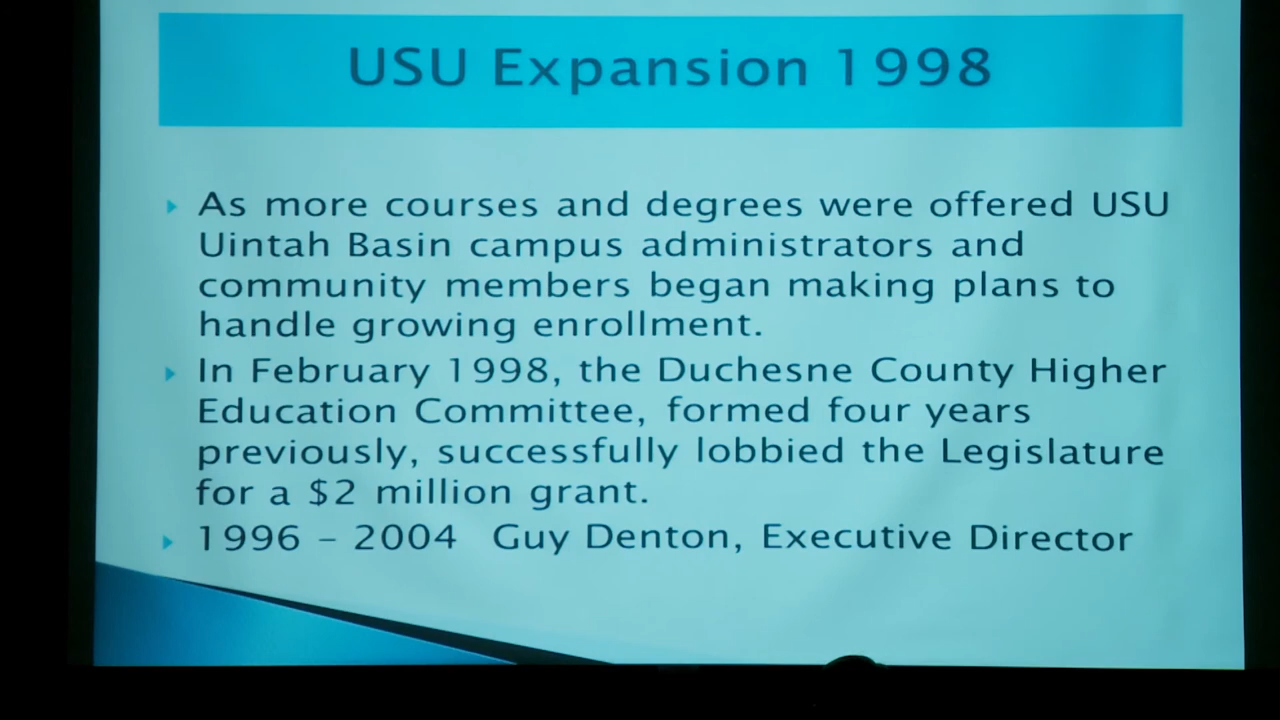 USU Expansion 1998
As more courses and degrees were offered USU
Uintah Basin campus administrators and
community members began making plans to
handle growing enrollment.
In February 1998, the Duchesne County Higher
Education Committee, formed four years
previously, successfully lobbied the Legislature
for a $2 million grant.
1996 – 2004 Guy Denton, Executive Director